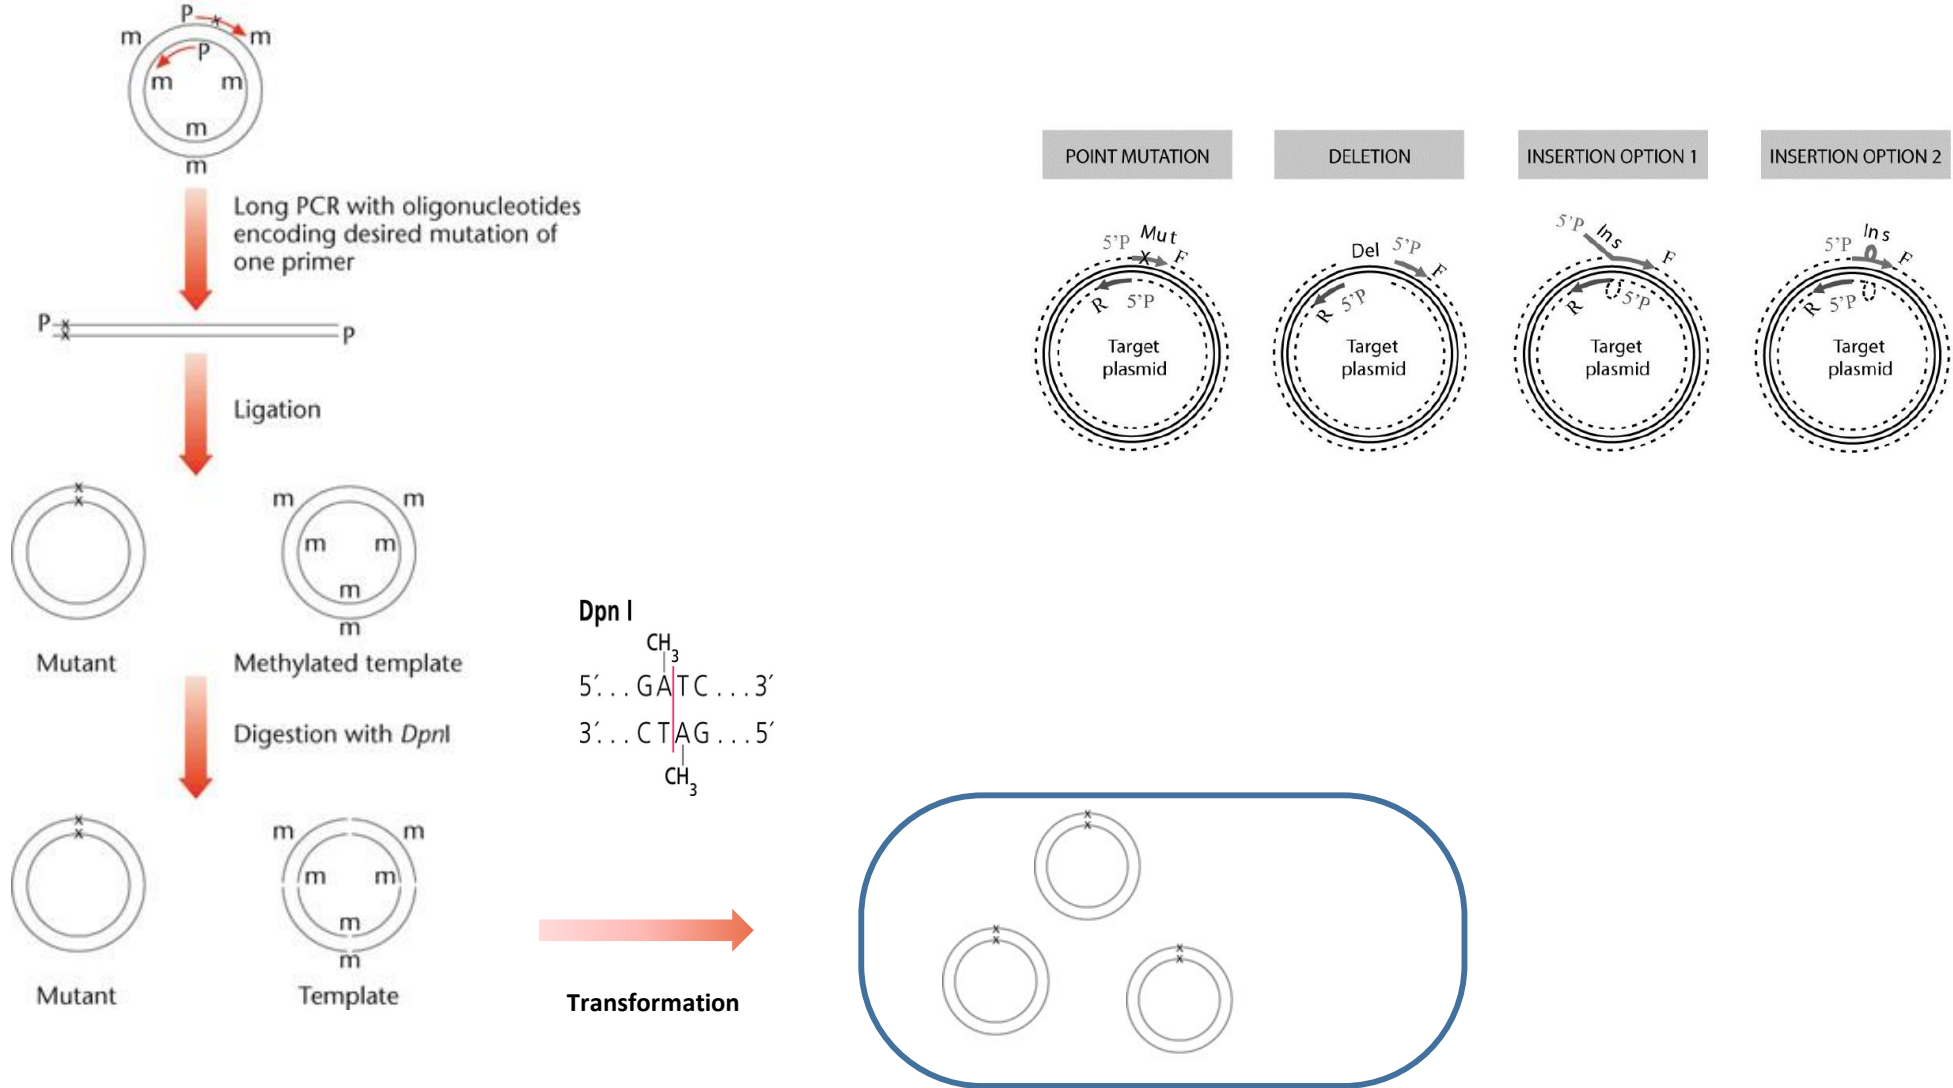 P
m
m
P
m
m
m
m
Long PCR with oligonucleotides
encoding desired mutation of
one primer
P
x
x
P
Ligation
x
x
m
m
m
m
m
m
Mutant
Methylated template
Digestion with DpnI
Dpn I
CH3
5′...GATC...3′
3′...CTAG...5′
CH3
x
x
m
m
m
m
m
m
Mutant
Template
Transformation
x
x
x
x
x
x
POINT MUTATION
DELETION
INSERTION OPTION 1
INSERTION OPTION 2
5'P
Mut
X
F
R
5'P
Target
plasmid
Del
5'P
F
R
5'P
Target
plasmid
5'P
Ins
F
R
5'P
Target
plasmid
5'P
Ins
F
R
5'P
Target
plasmid